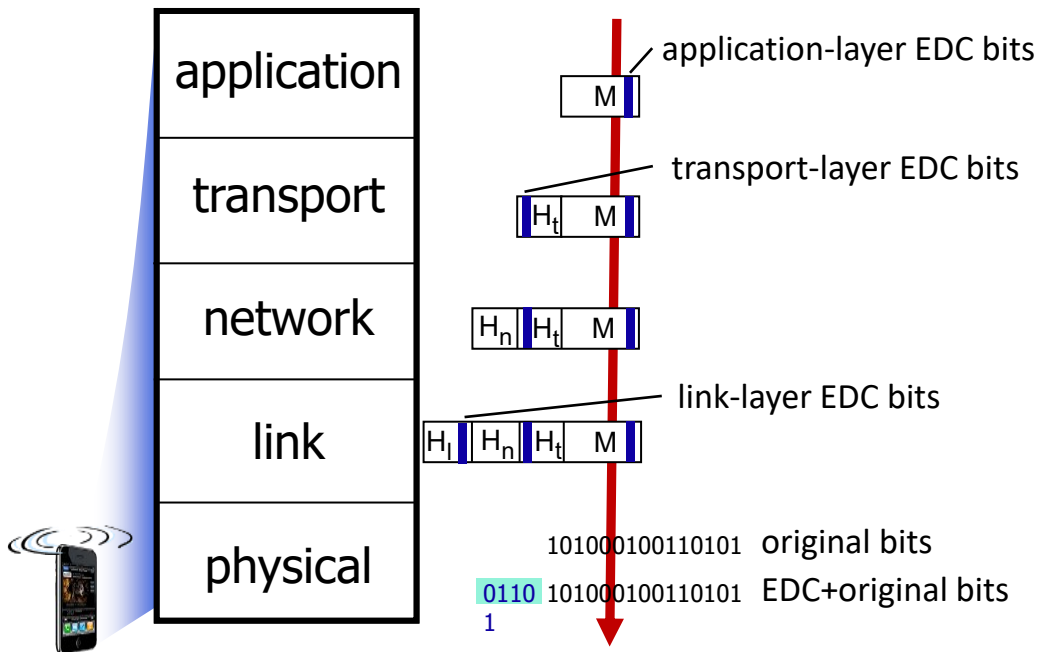 application
application-layer EDC bits
M
transport
transport-layer EDC bits
Ht M
network
Hn Ht M
link
link-layer EDC bits
Hl Hn Ht M
physical
101000100110101 original bits
0110 101000100110101 EDC+original bits
1